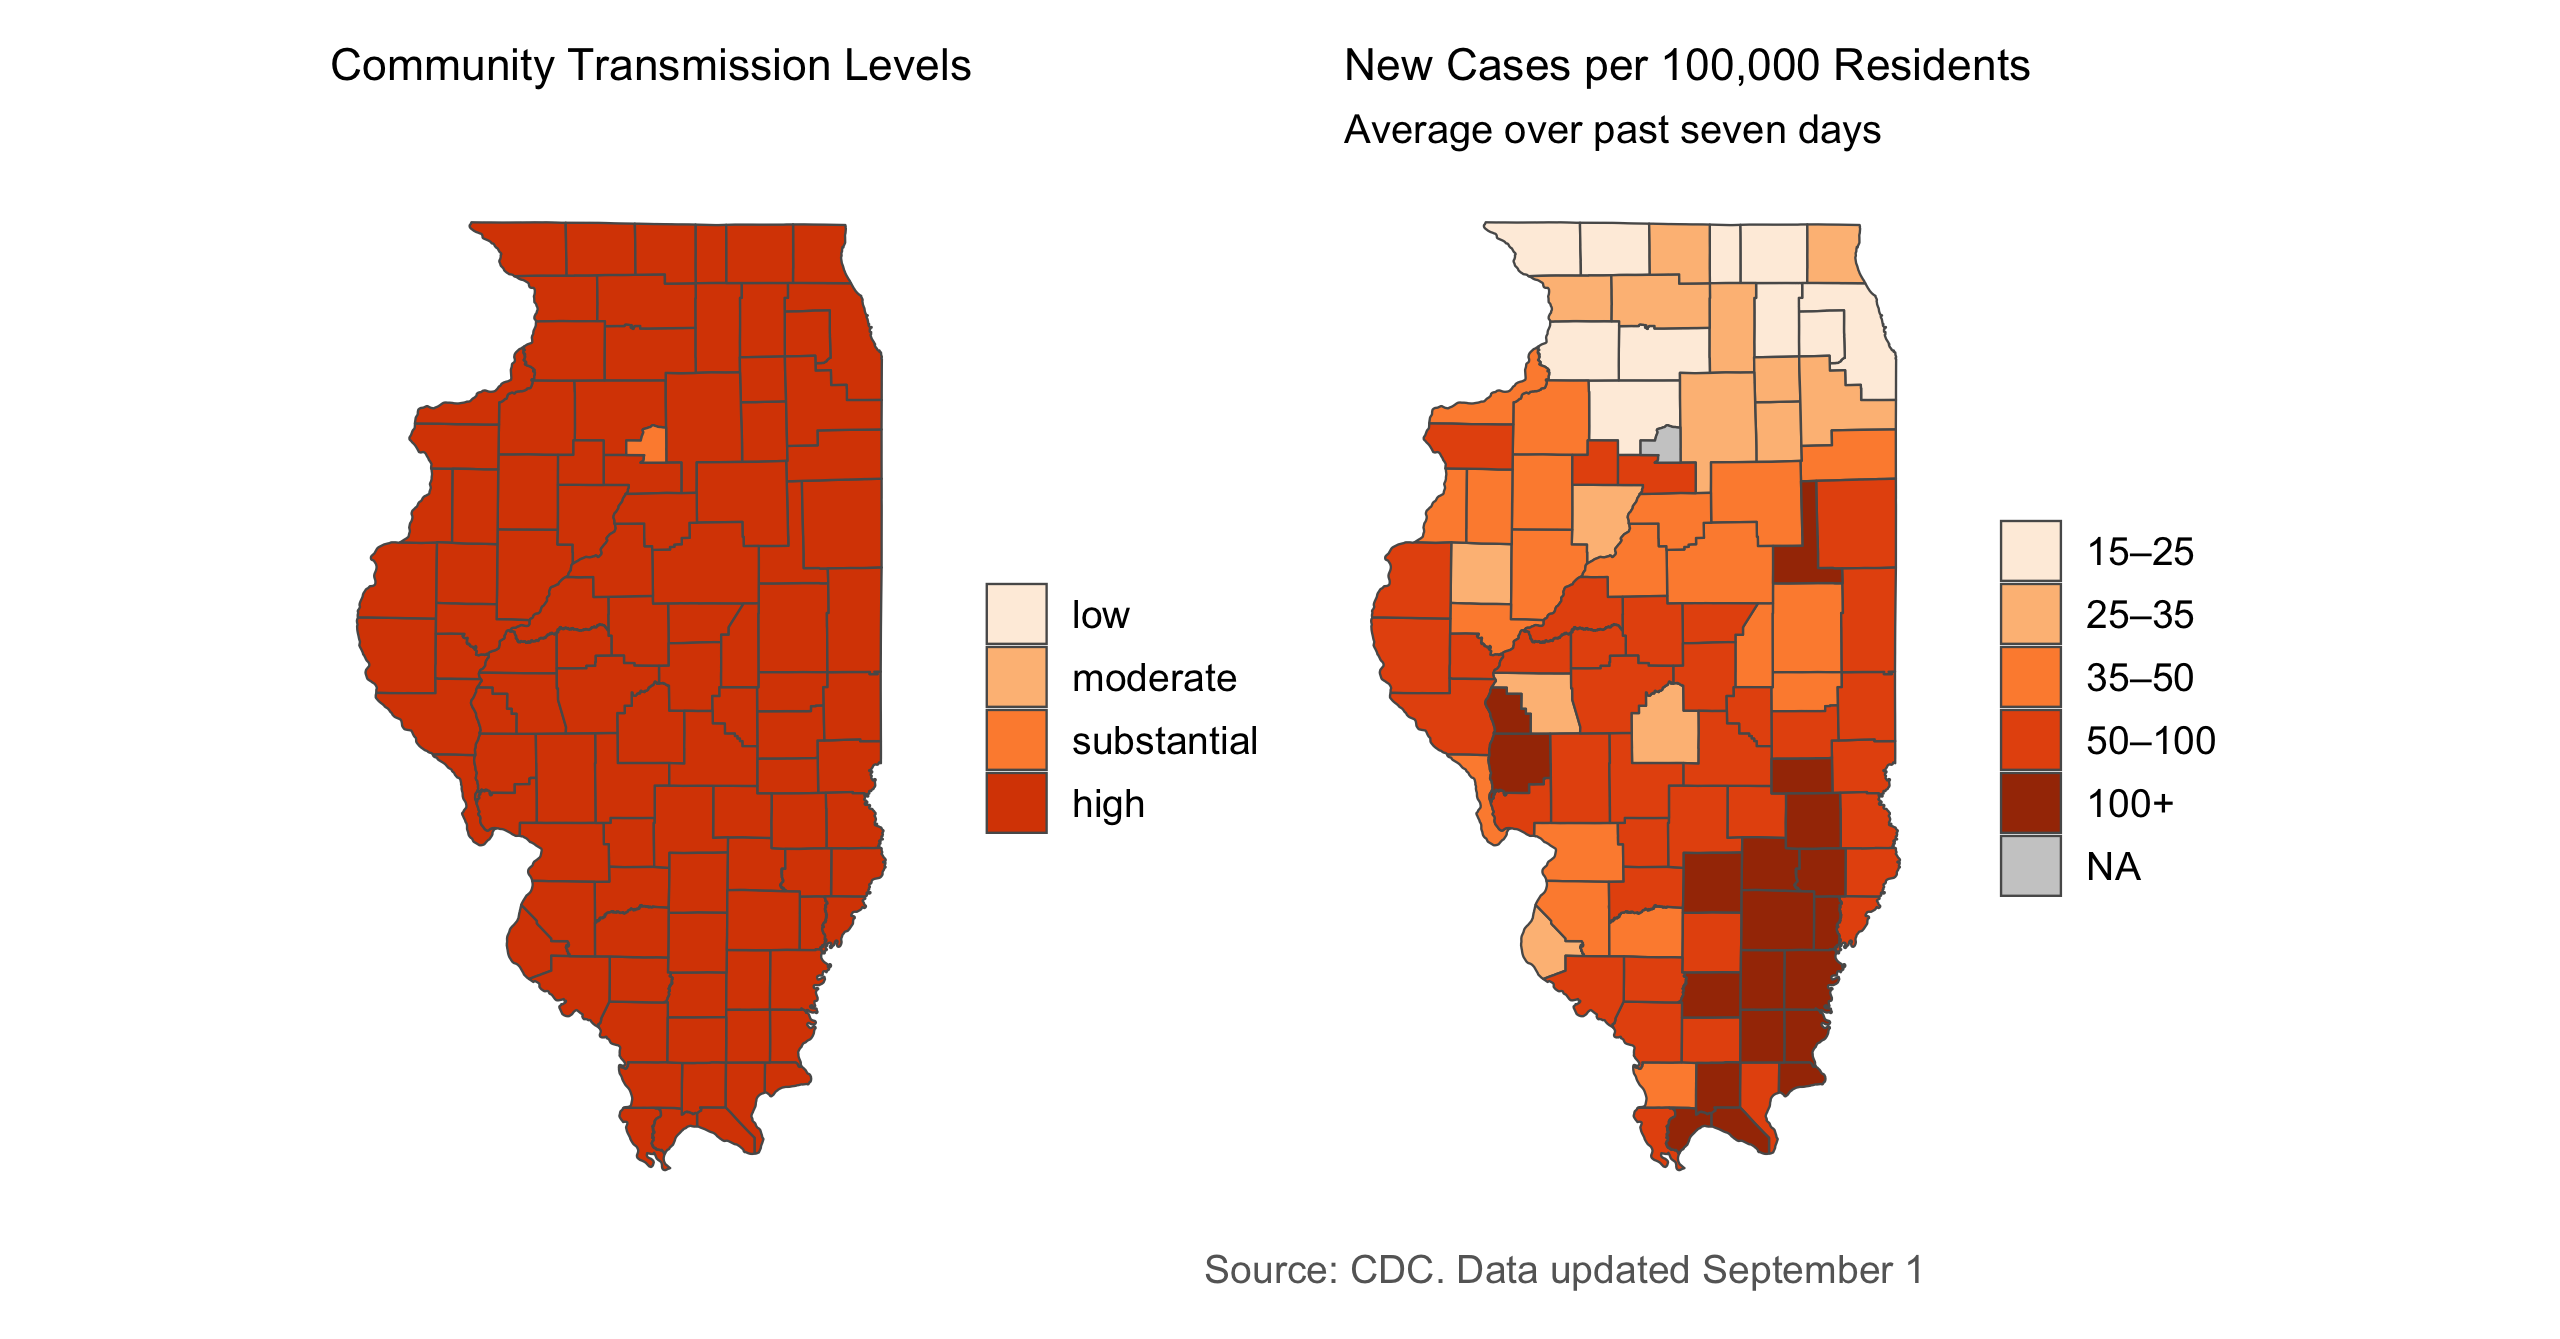 Community Transmission Levels
low
moderate
substantial
high
New Cases per 100,000 Residents
Average over past seven days
15–25
25–35
35–50
50–100
100+
NA
Source: CDC. Data updated September 1